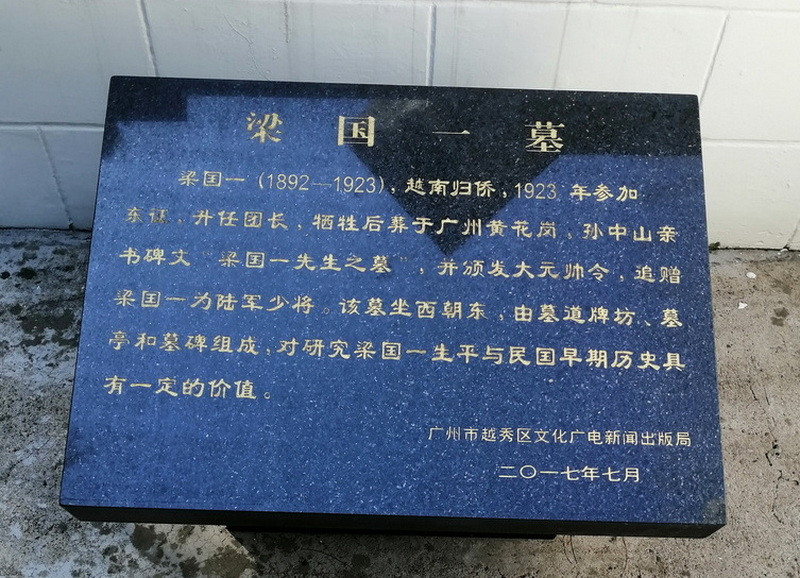 梁国一墓
梁国一（1892—1923），越南归侨，1923 年参加
东征，升任团长，牺牲后葬于广州黄花岗，孙中山亲
书碑文“梁国一先生之墓”，并颁发大元帅令，追赠
梁国一为陆军少将。该墓坐西朝东，由墓道牌坊、墓
亭和墓碑组成，对研究梁国一生平与民国早期历史具
有一定的价值。
广州市越秀区文化广电新闻出版局
二〇一七年七月